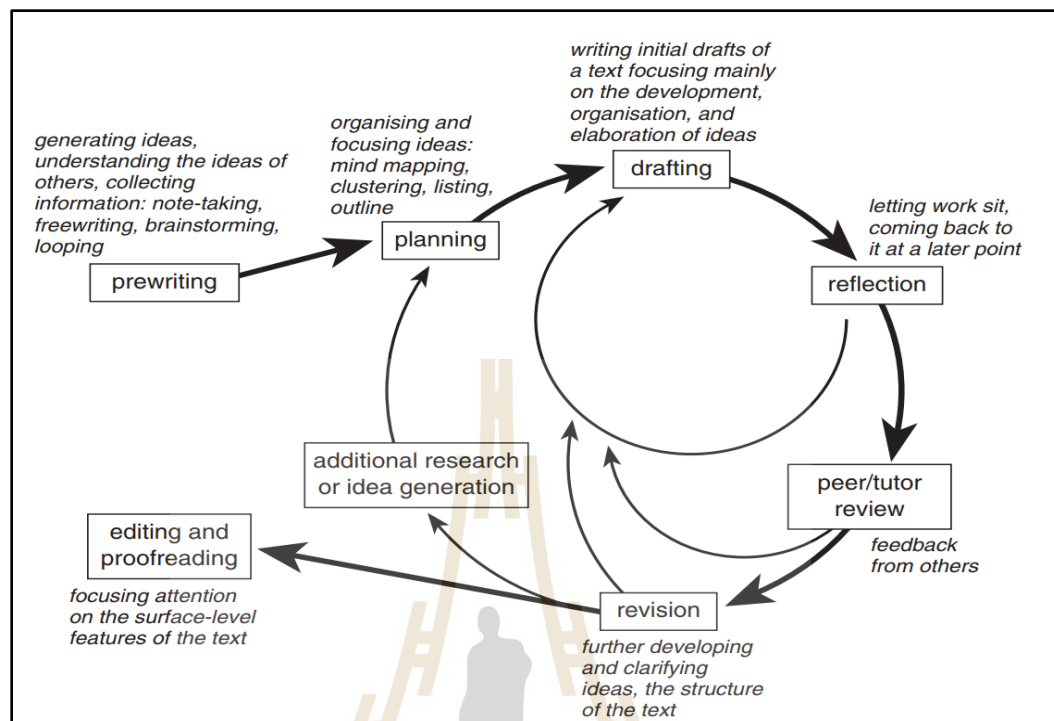 generating ideas,
understanding the ideas of
others, collecting
information: note-taking,
freewriting, brainstorming,
looping
prewriting
organising and
focusing ideas:
mind mapping,
clustering, listing,
outline
planning
writing initial drafts of
a text focusing mainly
on the development,
organisation, and
elaboration of ideas
drafting
letting work sit,
coming back to
it at a later point
reflection
peer/tutor
review
feedback
from others
revision
further developing
and clarifying
ideas, the structure
of the text
additional research
or idea generation
editing and
proofreading
focusing attention
on the surface-level
features of the text